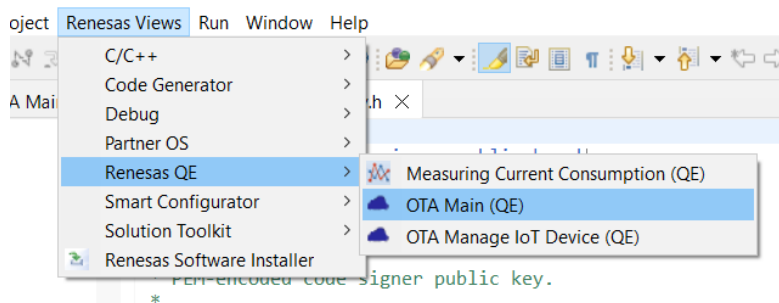 oject Renesas Views Run Window Help
C/C++
Code Generator
A Mai
.h
Debug
Partner OS
Renesas QE
Measuring Current Consumption (QE)
Smart Configurator
OTA Main (QE)
Solution Toolkit
OTA Manage IoT Device (QE)
Renesas Software Installer
* PEM-encoded code signer public key.
*